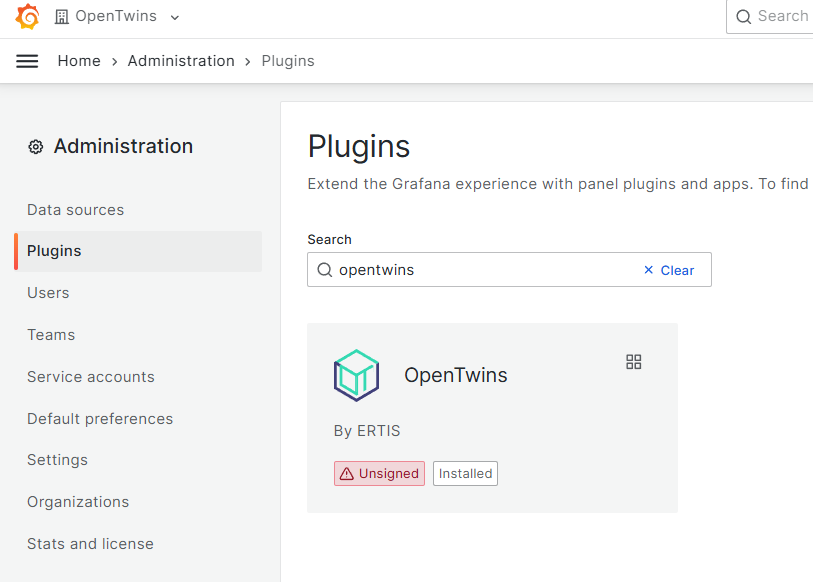 OpenTwins
Search
Home > Administration > Plugins
Administration
Data sources
Plugins
Users
Teams
Service accounts
Default preferences
Settings
Organizations
Stats and license
Plugins
Extend the Grafana experience with panel plugins and apps. To find
Search
opentwins
× Clear
OpenTwins
By ERTIS
Unsigned
Installed